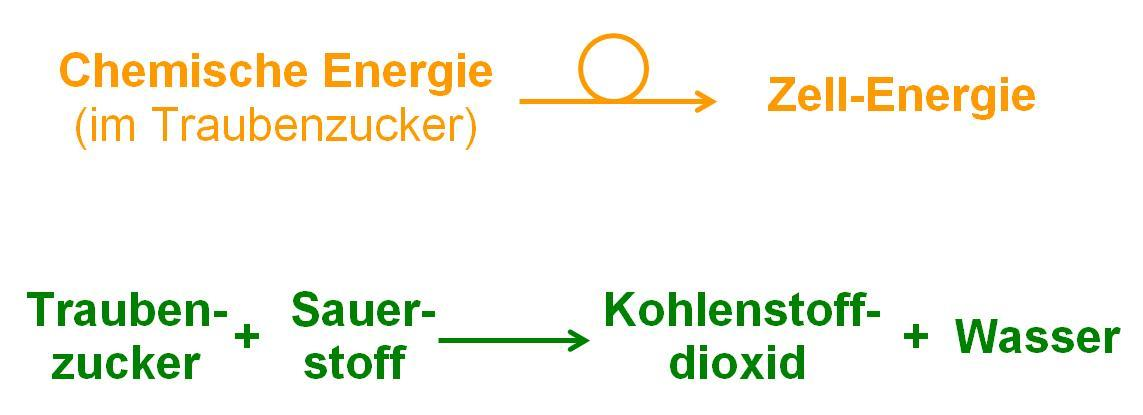 Chemische Energie
(im Traubenzucker)
Zell-Energie
Trauben-
zucker
+
Sauer-
stoff
Kohlenstoff-
dioxid
+
Wasser